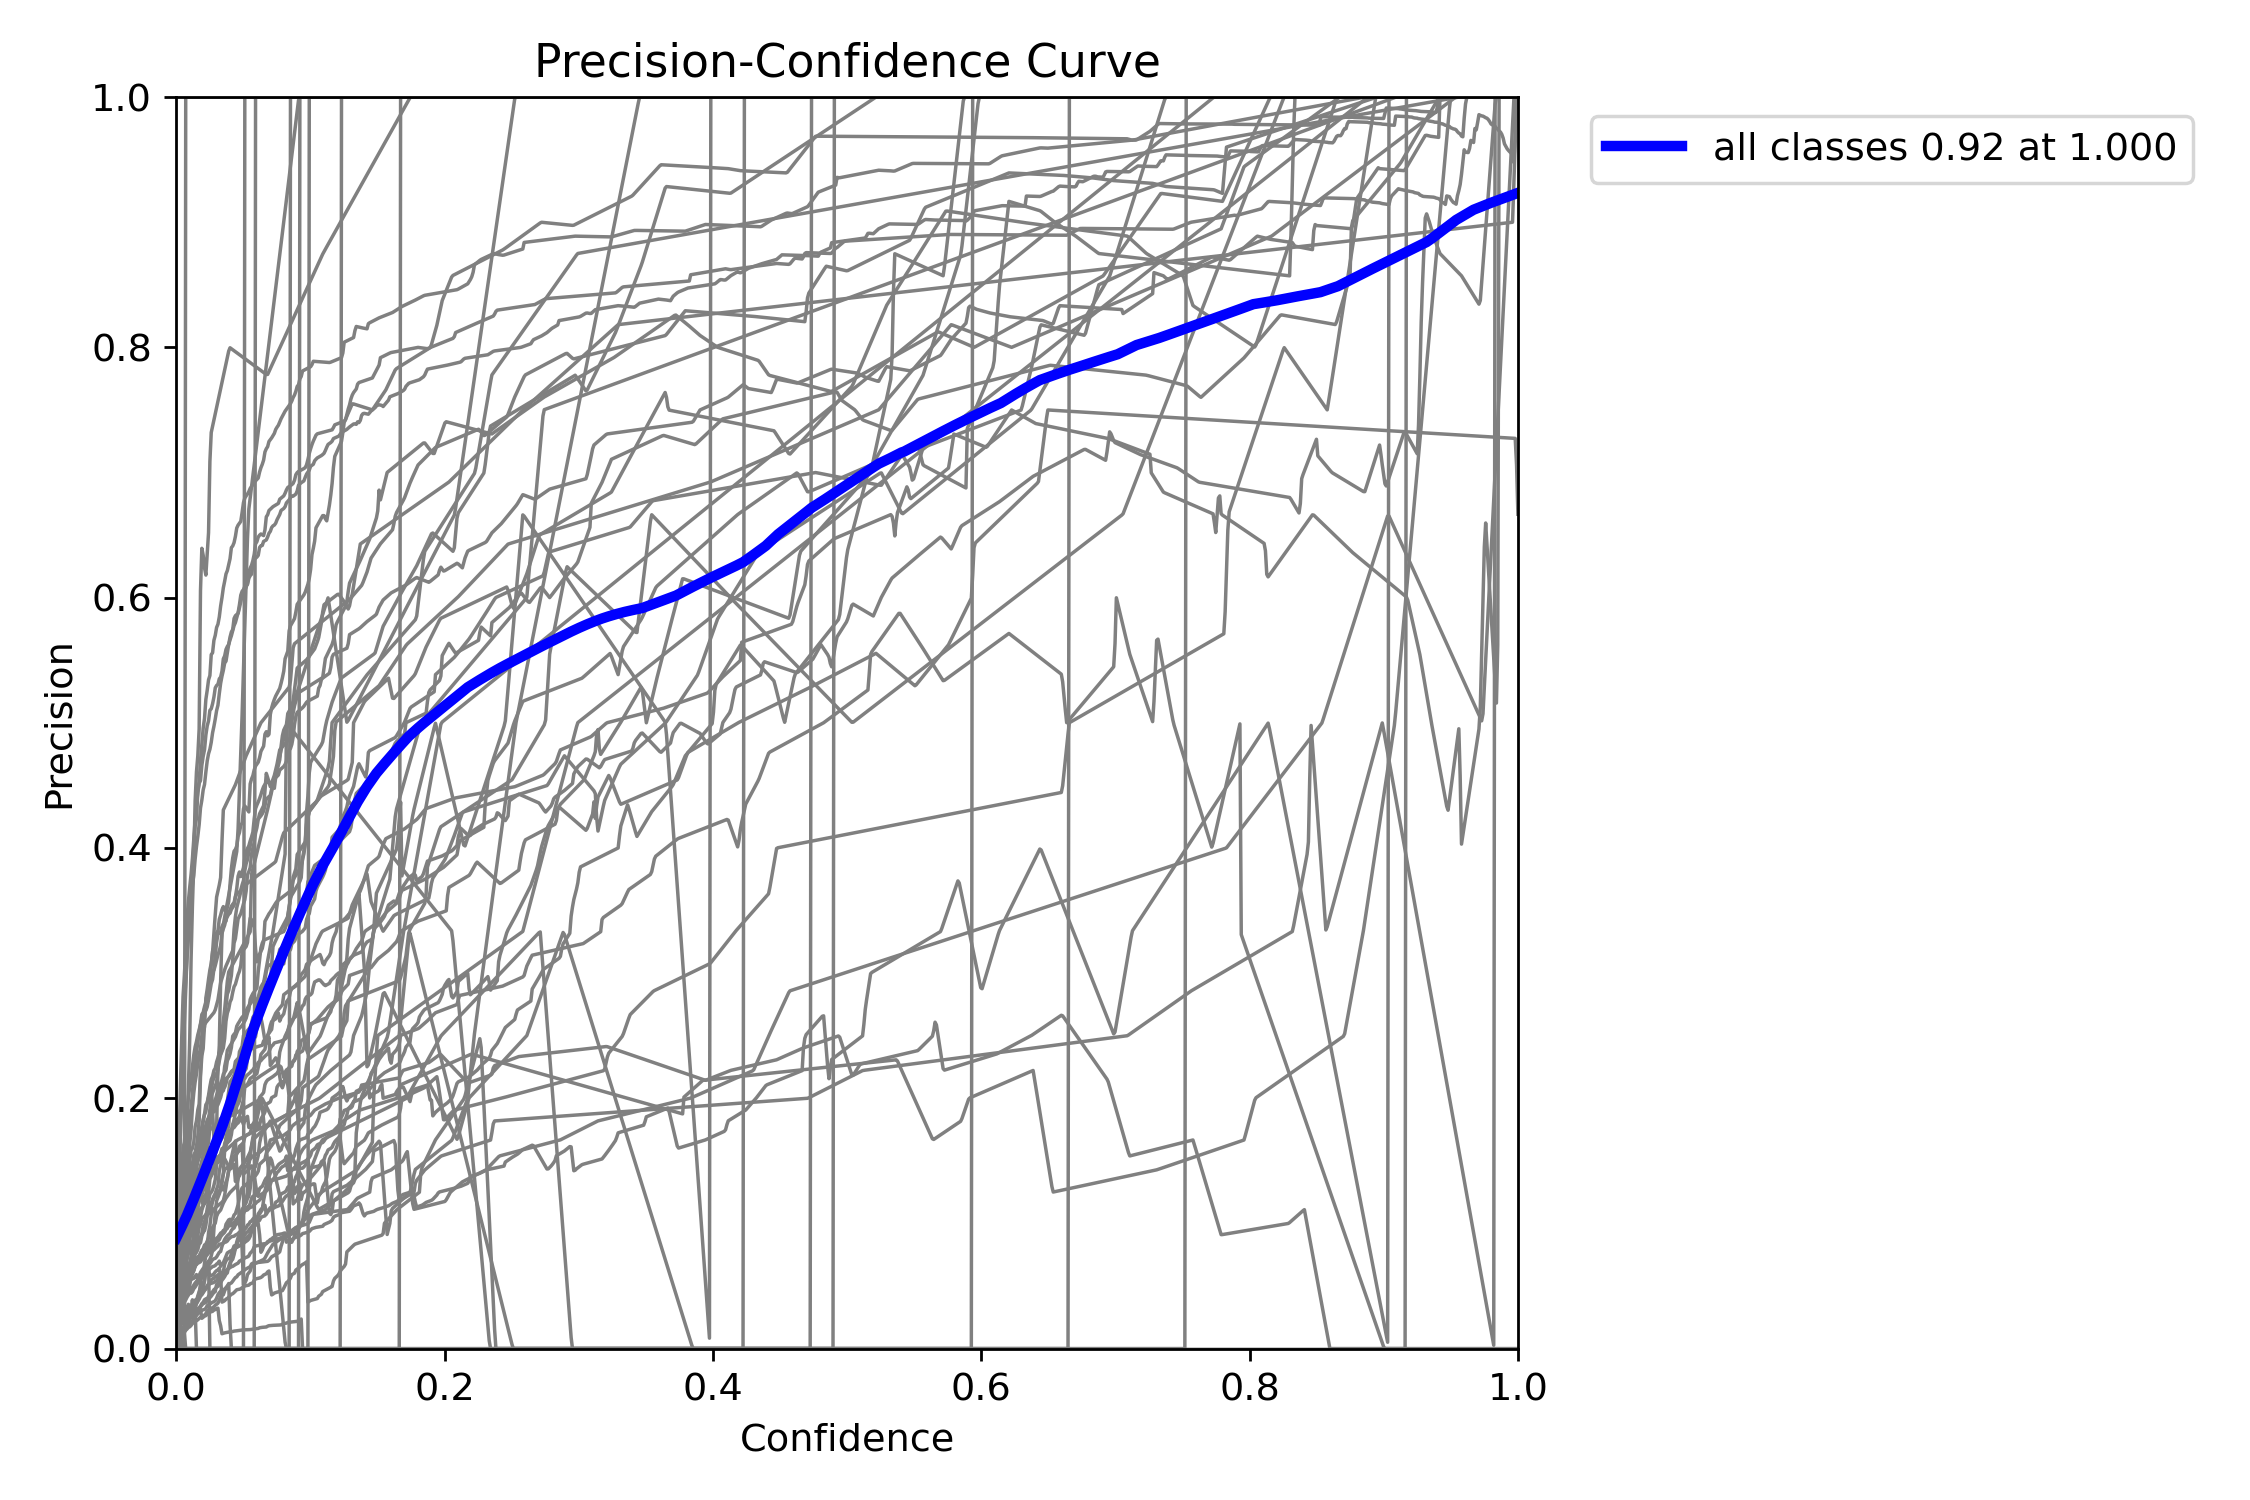 Precision-Confidence Curve
all classes 0.92 at 1.000
Precision
1.0
0.8
0.6
0.4
0.2
0.0
0.0 0.2 0.4 0.6 0.8 1.0
Confidence